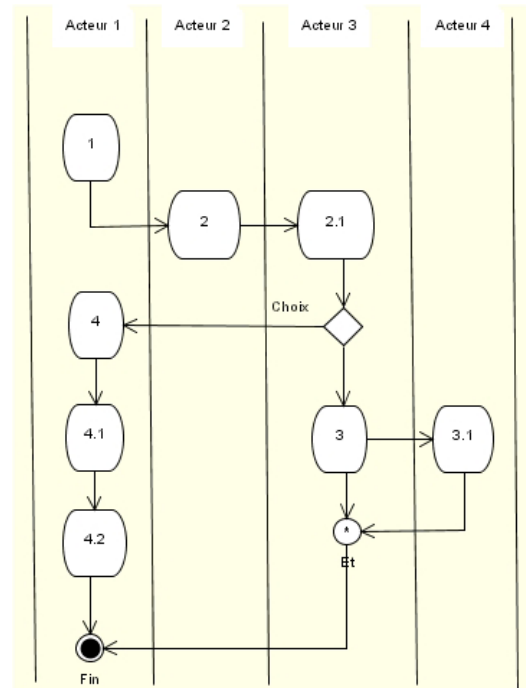 Acteur 1
Acteur 2
Acteur 3
Acteur 4
1
2
2.1
Choix
4
4.1
3
3.1
*
Et
4.2
Fin